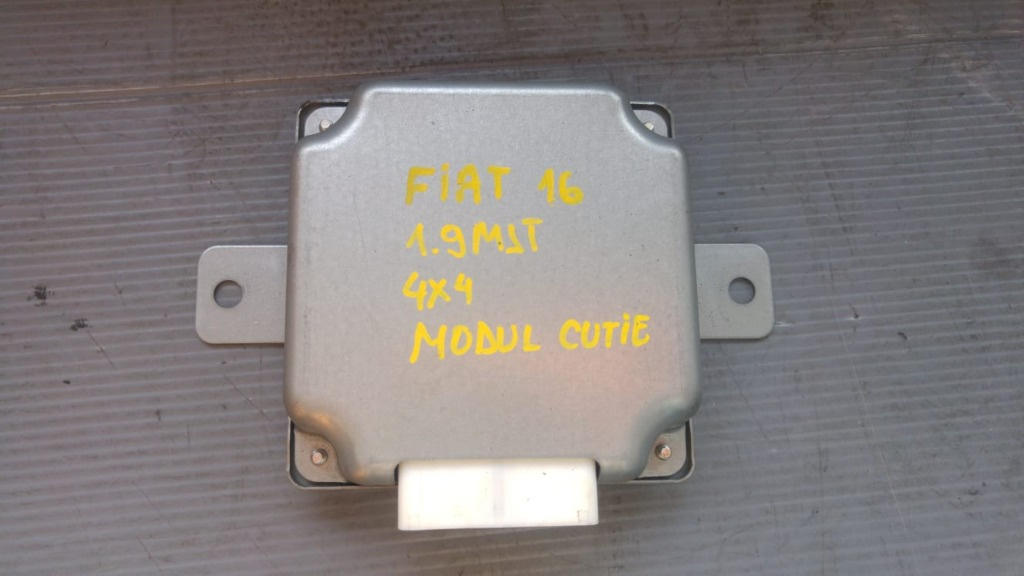 FiAT 16
1.9 MJT
4x4
MODUL CUTiE